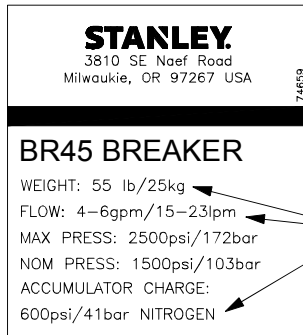 STANLEY.
3810 SE Naef Road
Milwaukie, OR 97267 USA
74659
BR45 BREAKER
WEIGHT: 55 lb/25kg
FLOW: 4-6gpm/15-23lpm
MAX PRESS: 2500psi/172bar
NOM PRESS: 1500psi/103bar
ACCUMULATOR CHARGE:
600psi/41bar NITROGEN